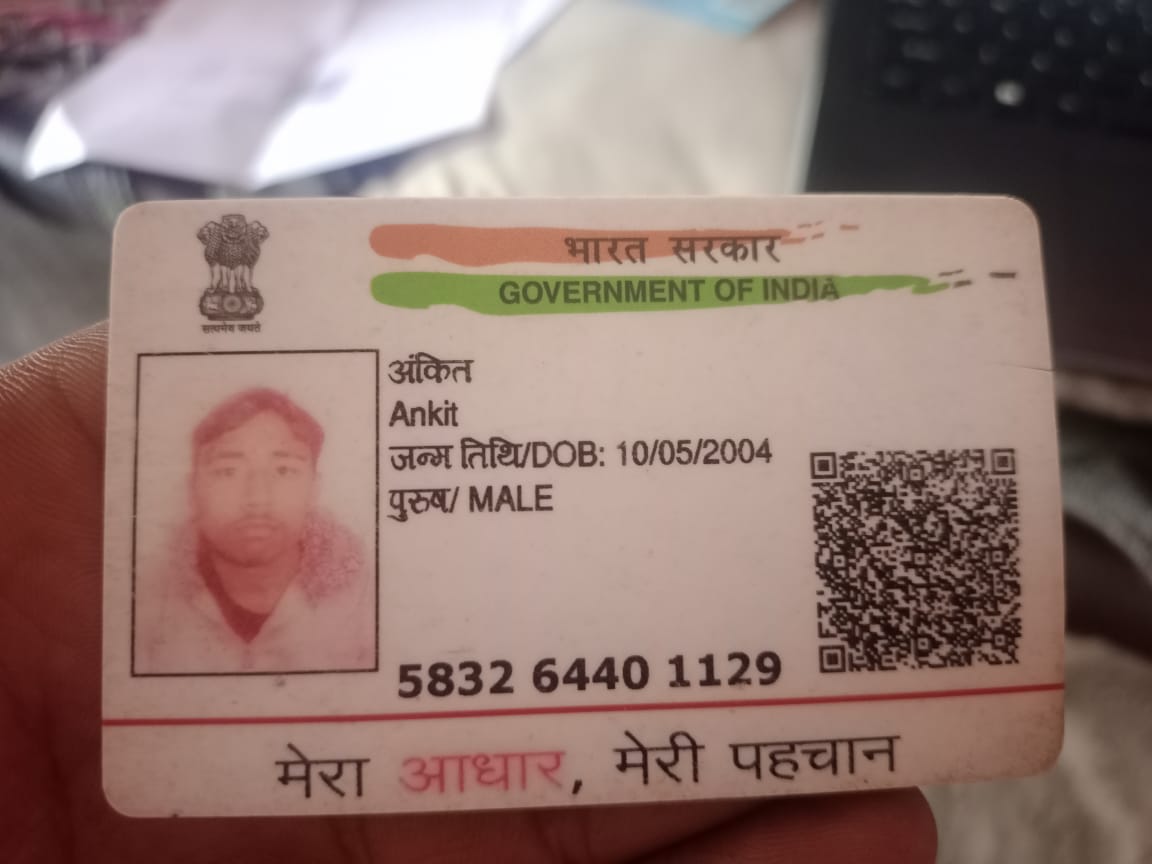 भारत सरकार
GOVERNMENT OF INDIA
सत्यमेव जयते
अंकित
Ankit
जन्म तिथि/DOB: 10/05/2004
पुरुष/ MALE
5832 6440 1129
मेरा आधार, मेरी पहचान